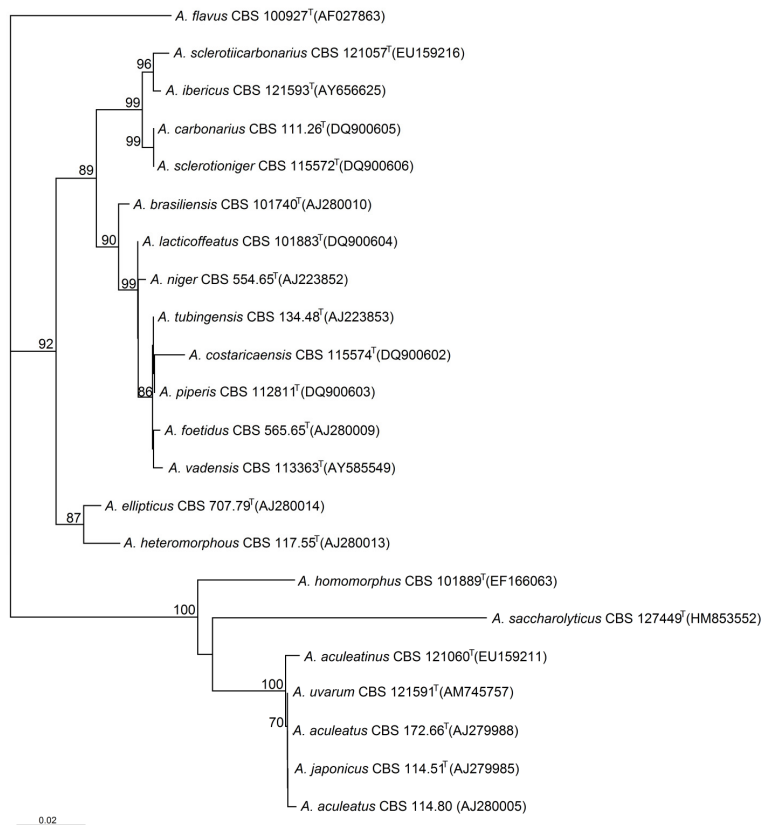 A. flavus CBS 100927T(AF027863)
A. sclerotiicarbonarius CBS 121057T(EU159216)
96
A. ibericus CBS 121593T(AY656625)
99
A. carbonarius CBS 111.26T(DQ900605)
99
A. sclerotioniger CBS 115572T(DQ900606)
89
A. brasiliensis CBS 101740T(AJ280010)
90
A. lacticoffeatus CBS 101883T(DQ900604)
99
A. niger CBS 554.65T(AJ223852)
A. tubingensis CBS 134.48T(AJ223853)
92
A. costaricaensis CBS 115574T(DQ900602)
86
A. piperis CBS 112811T(DQ900603)
A. foetidus CBS 565.65T(AJ280009)
A. vadensis CBS 113363T(AY585549)
A. ellipticus CBS 707.79T(AJ280014)
87
A. heteromorphous CBS 117.55T(AJ280013)
A. homomorphus CBS 101889T(EF166063)
100
A. saccharolyticus CBS 127449T(HM853552)
A. aculeatinus CBS 121060T(EU159211)
100
A. uvarum CBS 121591T(AM745757)
70
A. aculeatus CBS 172.66T(AJ279988)
A. japonicus CBS 114.51T(AJ279985)
A. aculeatus CBS 114.80 (AJ280005)
0.02